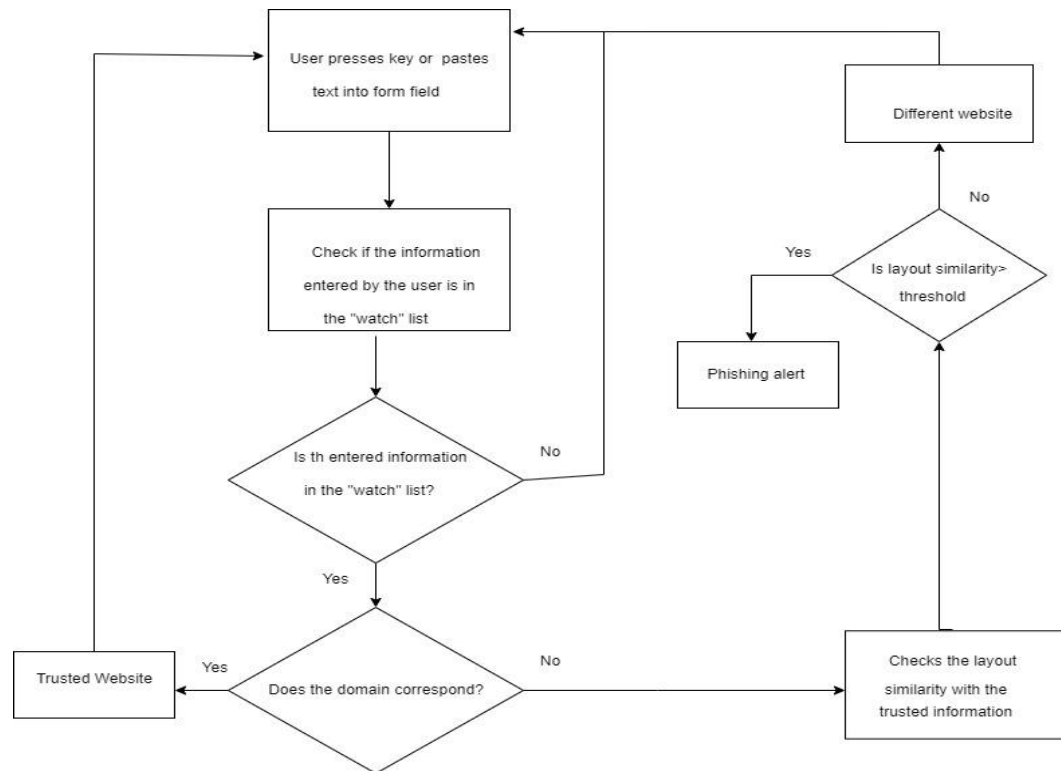 User presses key or pastes
text into form field
Check if the information
entered by the user is in
the "watch" list
Is th entered information
in the "watch" list?
No
Yes
Does the domain correspond?
Yes
Trusted Website
No
Checks the layout
similarity with the
trusted information
Is layout similarity>
threshold
Yes
Phishing alert
No
Different website